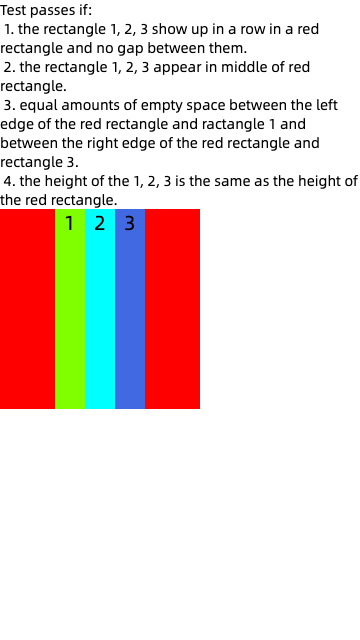 Test passes if:
1. the rectangle 1, 2, 3 show up in a row in a red
rectangle and no gap between them.
2. the rectangle 1, 2, 3 appear in middle of red
rectangle.
3. equal amounts of empty space between the left
edge of the red rectangle and ractangle 1 and
between the right edge of the red rectangle and
rectangle 3.
4. the height of the 1, 2, 3 is the same as the height of
the red rectangle.
1 2 3